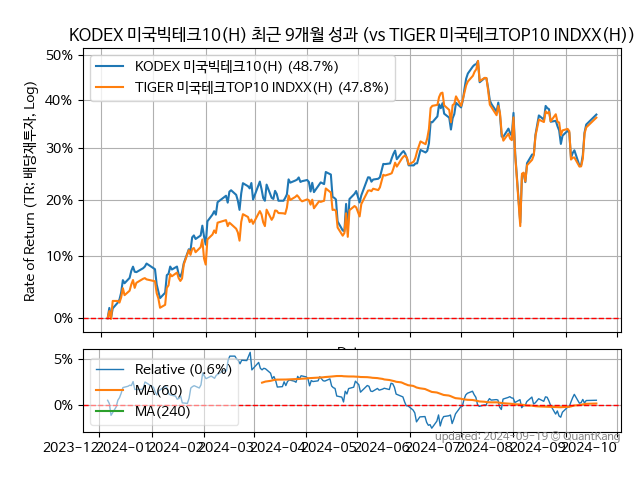 KODEX 미국빅테크10(H) 최근 9개월 성과 (vs TIGER 미국테크TOP10 INDXX(H))
50%
40%
30%
20%
10%
0%
Rate of Return (TR: 배당재투자, Log)
KODEX 미국빅테크10(H) (48.7%)
TIGER 미국테크TOP10 INDXX(H) (47.8%)
5%
0%
Relative (0.6%)
MA(60)
MA(240)
updated: 2024-09-19 © QuantKang
2023-12 2024-01 2024-02 2024-03 2024-04 2024-05 2024-06 2024-07 2024-08 2024-09 2024-10